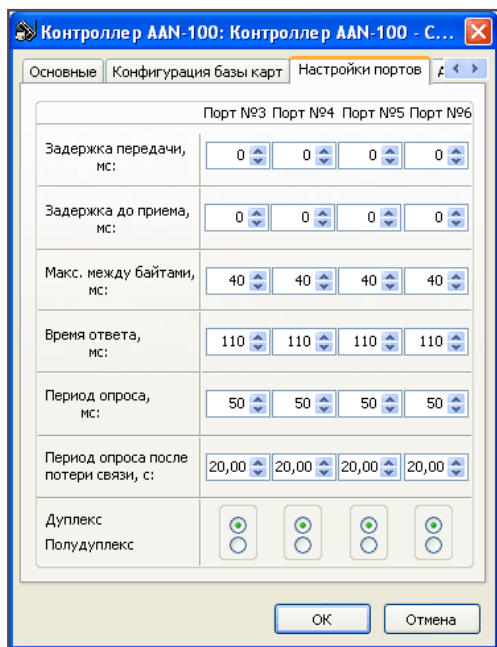 Контроллер AAN-100: Контроллер AAN-100 - С...
Основные Конфигурация базы карт Настройки портов
Порт №3 Порт №4 Порт №5 Порт №6
Задержка передачи, мс: 0 0 0 0
Задержка до приема, мс: 0 0 0 0
Макс. между байтами, мс: 40 40 40 40
Время ответа, мс: 110 110 110 110
Период опроса, мс: 50 50 50 50
Период опроса после потери связи, с: 20,00 20,00 20,00 20,00
Дуплекс
Полудуплекс
ОК Отмена